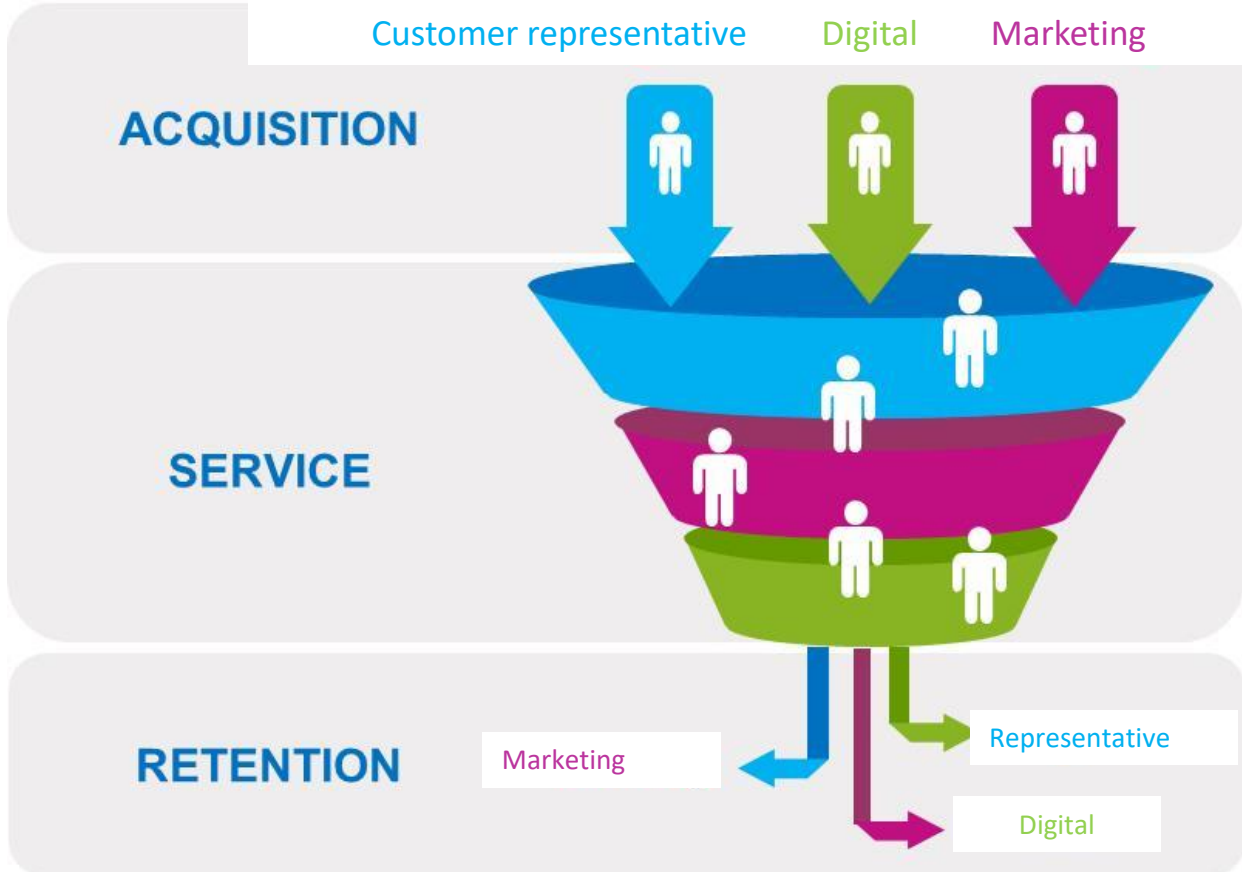 Customer representative Digital Marketing
ACQUISITION
SERVICE
RETENTION
Marketing
Representative
Digital